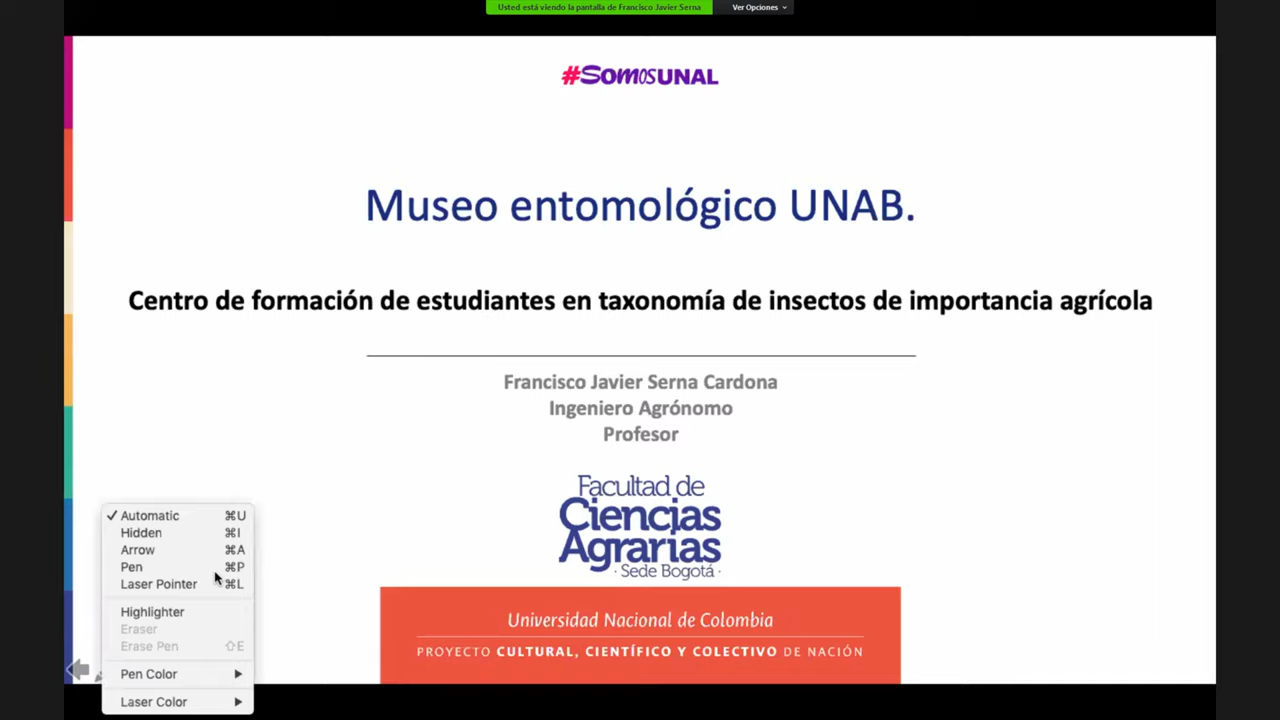 Usted está viendo la pantalla de Francisco Javier Serna
Ver Opciones
#SomosUNAL
Museo entomológico UNAB.
Centro de formación de estudiantes en taxonomía de insectos de importancia agrícola
Francisco Javier Serna Cardona
Ingeniero Agrónomo
Profesor
Facultad de
Ciencias
Agrarias
· Sede Bogotá ·
Universidad Nacional de Colombia
PROYECTO CULTURAL, CIENTÍFICO Y COLECTIVO DE NACIÓN
✓ Automatic ⌘U
Hidden ⌘I
Arrow ⌘A
Pen ⌘P
Laser Pointer ⌘L
Highlighter
Eraser
Erase Pen ⇧E
Pen Color
Laser Color